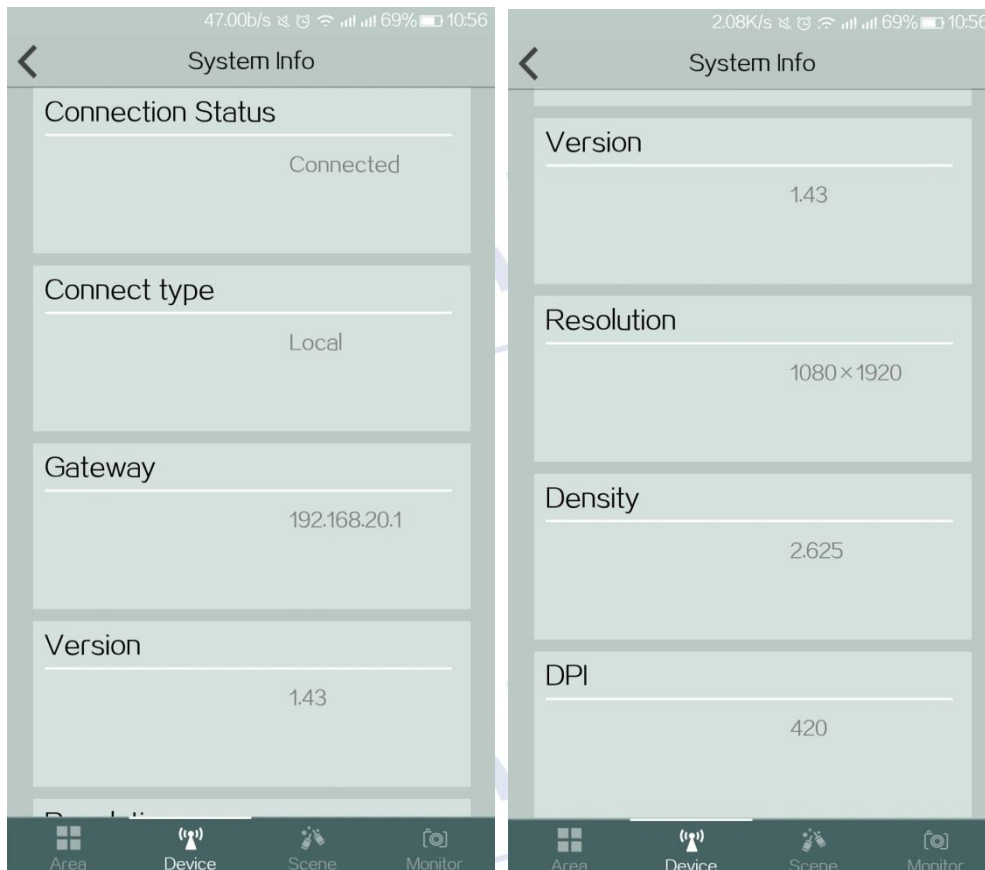 47.00b/s 69% 10:56
System Info
Connection Status
Connected
Connect type
Local
Gateway
192.168.20.1
Version
1.43
Area Device Scene Monitor
2.08K/s 69% 10:56
System Info
Version
1.43
Resolution
1080×1920
Density
2.625
DPI
420
Area Device Scene Monitor